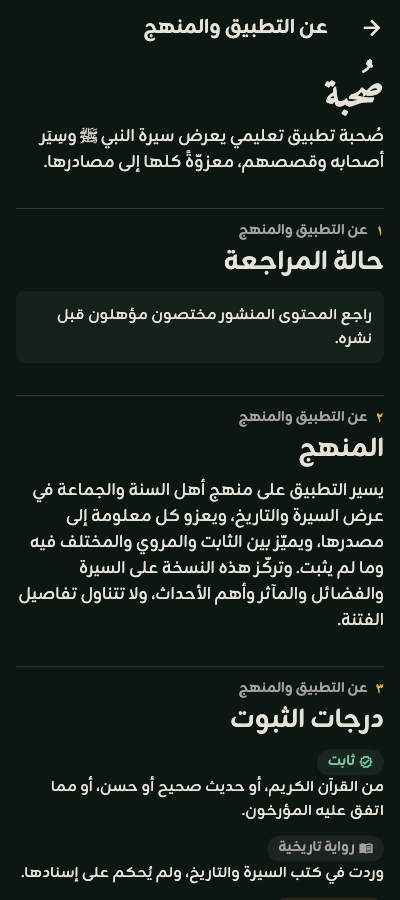 عن التطبيق والمنهج
صُحبة
صُحبة تطبيق تعليمي يعرض سيرة النبي ﷺ وسِيَر
أصحابه وقصصهم، معزوّةً كلها إلى مصادرها.
١ عن التطبيق والمنهج
حالة المراجعة
راجع المحتوى المنشور مختصون مؤهلون قبل
نشره.
٢ عن التطبيق والمنهج
المنهج
يسير التطبيق على منهج أهل السنة والجماعة في
عرض السيرة والتاريخ، ويعزو كل معلومة إلى
مصدرها، ويميّز بين الثابت والمروي والمختلف فيه
وما لم يثبت. وتركّز هذه النسخة على السيرة
والفضائل والمآثر وأهم الأحداث، ولا تتناول تفاصيل
الفتنة.
٣ عن التطبيق والمنهج
درجات الثبوت
ثابت
من القرآن الكريم، أو حديث صحيح أو حسن، أو مما
اتفق عليه المؤرخون.
رواية تاريخية
وردت في كتب السيرة والتاريخ، ولم يُحكم على إسنادها.